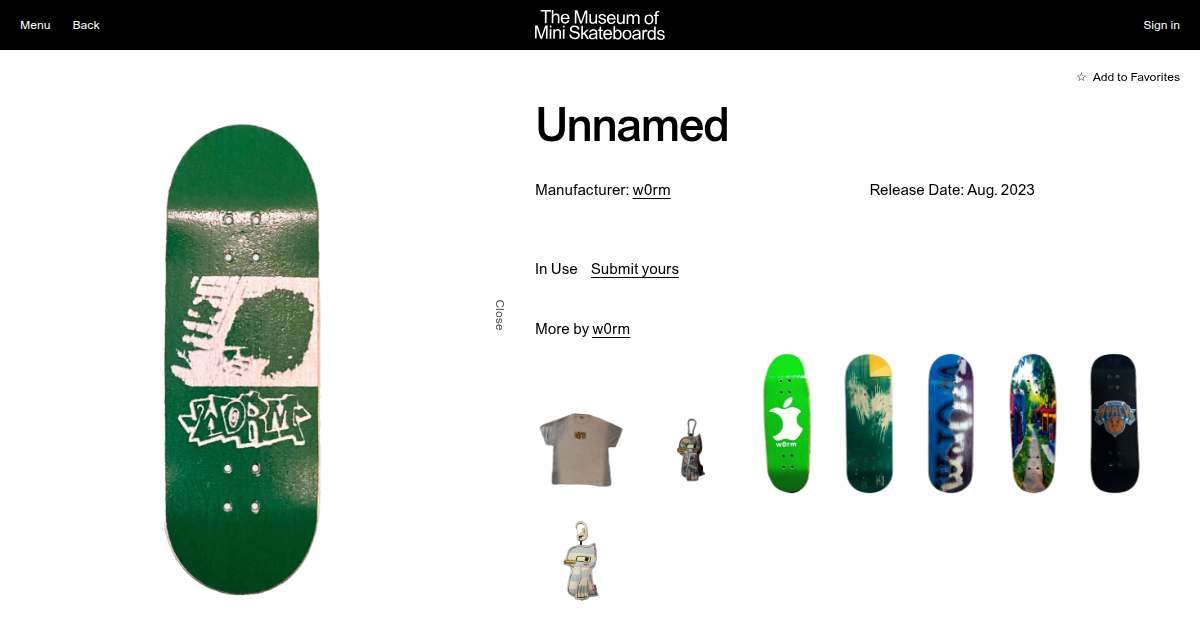 Menu
Back
The Museum of
Mini Skateboards
Sign in
☆ Add to Favorites
Unnamed
Manufacturer: w0rm
Release Date: Aug. 2023
In Use
Submit yours
Close
More by w0rm
WORM
w0rm